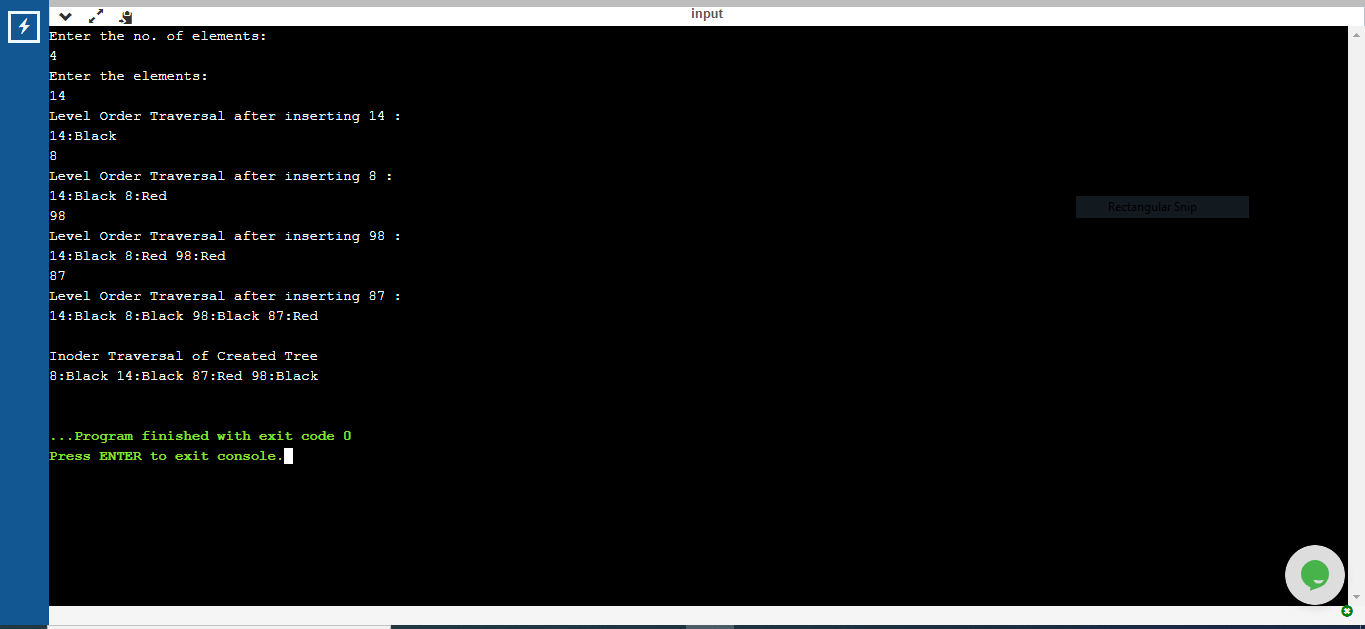 input
Enter the no. of elements:
4
Enter the elements:
14
Level Order Traversal after inserting 14 :
14:Black
8
Level Order Traversal after inserting 8 :
14:Black 8:Red
98
Rectangular Snip
Level Order Traversal after inserting 98 :
14:Black 8:Red 98:Red
87
Level Order Traversal after inserting 87 :
14:Black 8:Black 98:Black 87:Red
Inoder Traversal of Created Tree
8:Black 14:Black 87:Red 98:Black
...Program finished with exit code 0
Press ENTER to exit console.